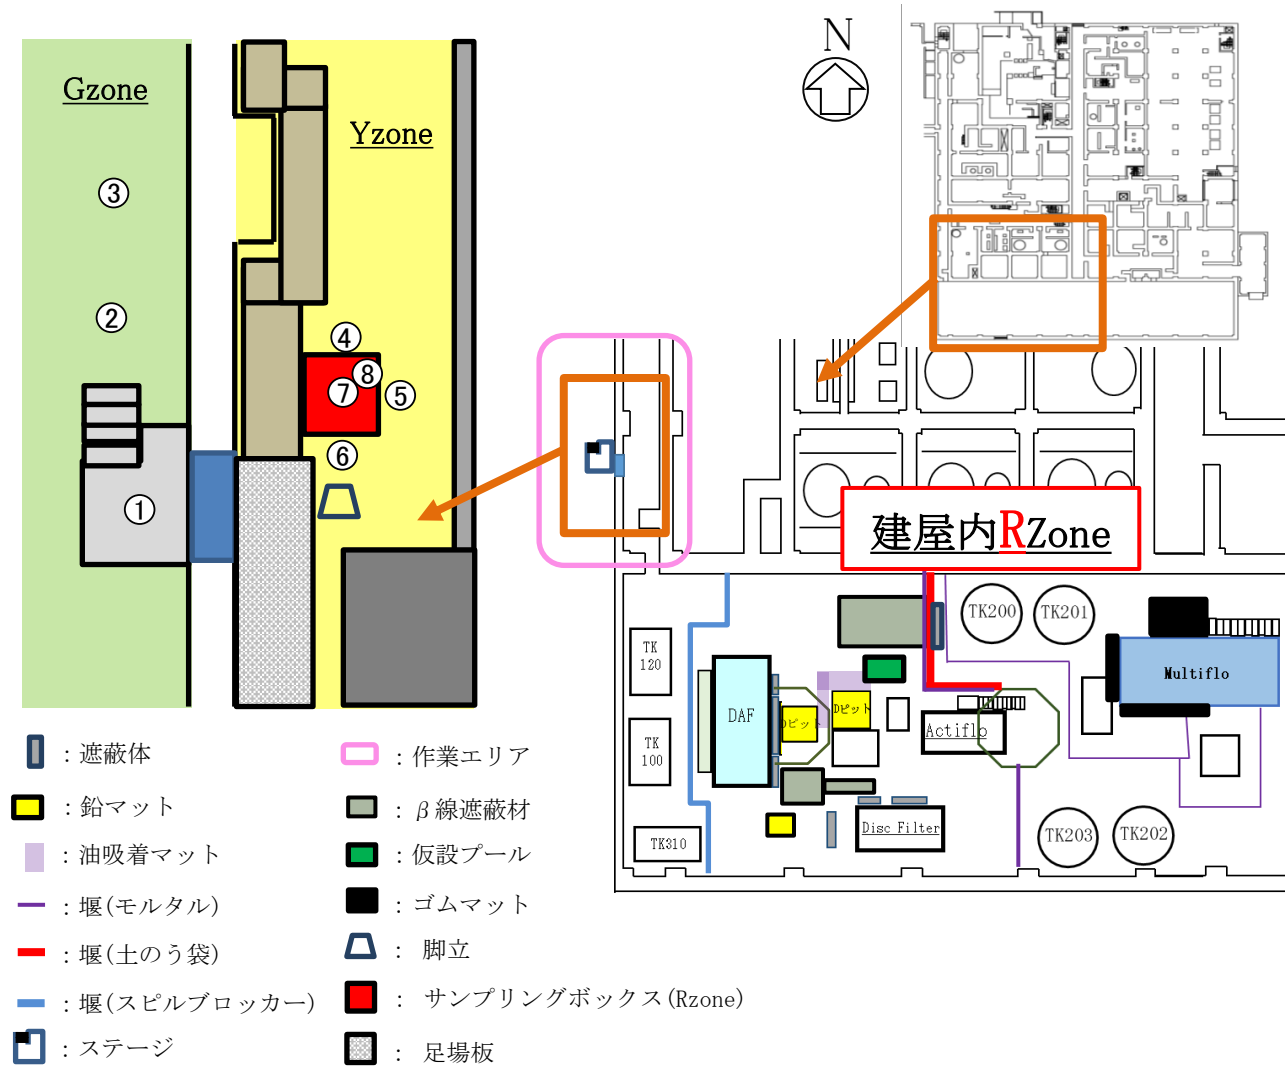 N
Gzone
Yzone
③
②
④
⑧
⑦
⑤
⑥
①
建屋内RZone
TK200
TK201
TK
120
Multiflo
DAF
Dピット
Dピット
Actiflo
TK
100
Disc Filter
TK310
TK203
TK202
：遮蔽体
：作業エリア
：鉛マット
：β線遮蔽材
：油吸着マット
：仮設プール
：堰(モルタル)
：ゴムマット
：堰(土のう袋)
： 脚立
：堰(スピルブロッカー)
： サンプリングボックス(Rzone)
：ステージ
： 足場板